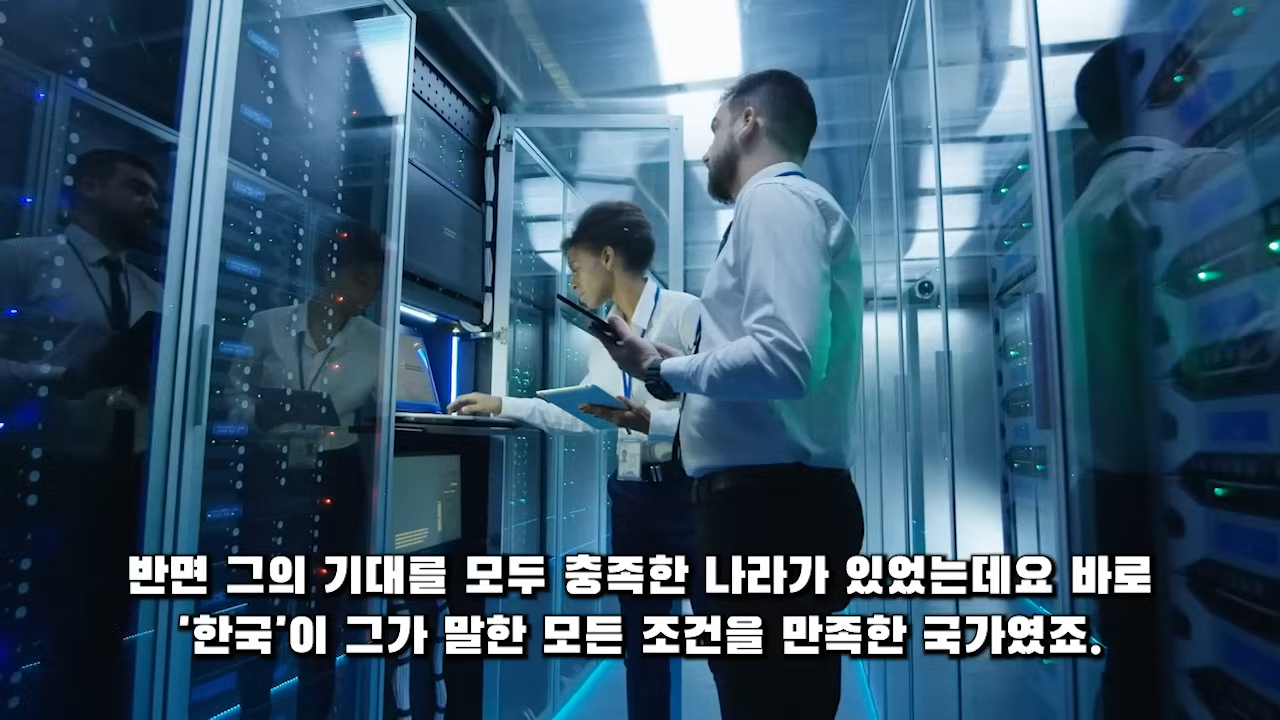 반면 그의 기대를 모두 충족한 나라가 있었는데요 바로
'한국'이 그가 말한 모든 조건을 만족한 국가였죠.